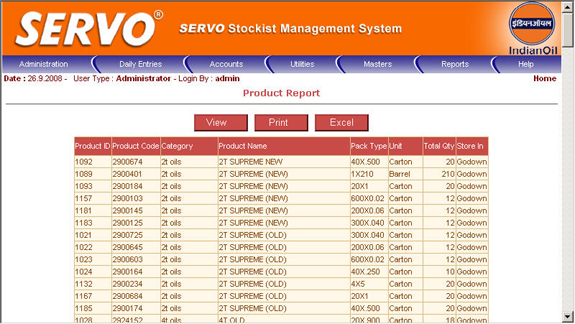 SERVO®
SERVO Stockist Management System
इंडियनऑयल
IndianOil
Administration Daily Entries Accounts Utilities Masters Reports Help
Date : 26.9.2008 - User Type : Administrator - Login By : admin Home
Product Report
View Print Excel
Product ID Product Code Category Product Name Pack Type Unit Total Qty Store In
1092 2900674 2t oils 2T SUPREME NEW 40X.500 Carton 20 Godown
1089 2900401 2t oils 2T SUPREME (NEW) 1X210 Barrel 210 Godown
1093 2900184 2t oils 2T SUPREME (NEW) 20X1 Carton 20 Godown
1157 2900103 2t oils 2T SUPREME (NEW) 600X0.02 Carton 12 Godown
1181 2900145 2t oils 2T SUPREME (NEW) 200X0.06 Carton 12 Godown
1183 2900125 2t oils 2T SUPREME (NEW) 300X.040 Carton 12 Godown
1021 2900725 2t oils 2T SUPREME (OLD) 300X.040 Carton 12 Godown
1022 2900645 2t oils 2T SUPREME (OLD) 200X0.06 Carton 12 Godown
1023 2900603 2t oils 2T SUPREME (OLD) 600X0.02 Carton 12 Godown
1024 2900164 2t oils 2T SUPREME (OLD) 40X.250 Carton 10 Godown
1132 2900234 2t oils 2T SUPREME (OLD) 4X5 Carton 20 Godown
1167 2900684 2t oils 2T SUPREME (OLD) 20X1 Carton 20 Godown
1185 2900174 2t oils 2T SUPREME (OLD) 40X.500 Carton 20 Godown
1028 2924152 4t oils 4T OLD 20X.900 Carton 18 Godown